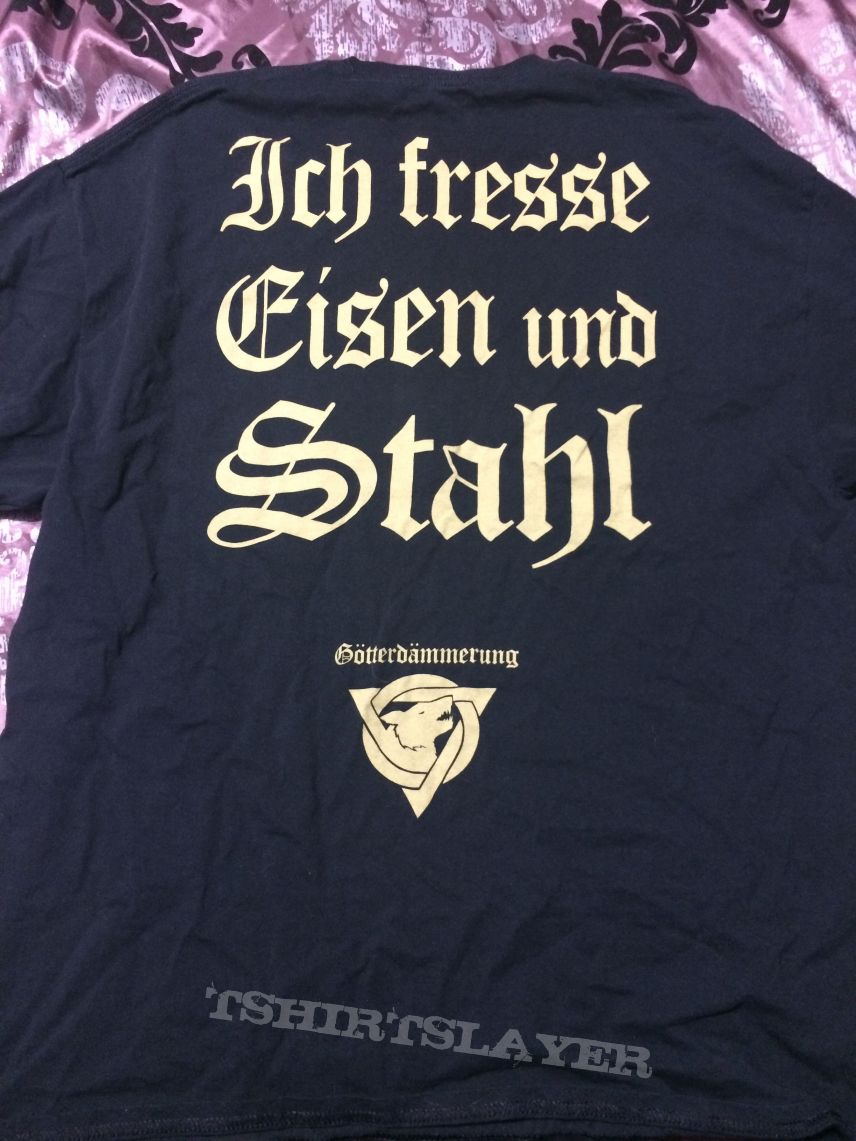 Ich fresse
Eisen und
Stahl
Götterdämmerung
TSHIRTSLAYER